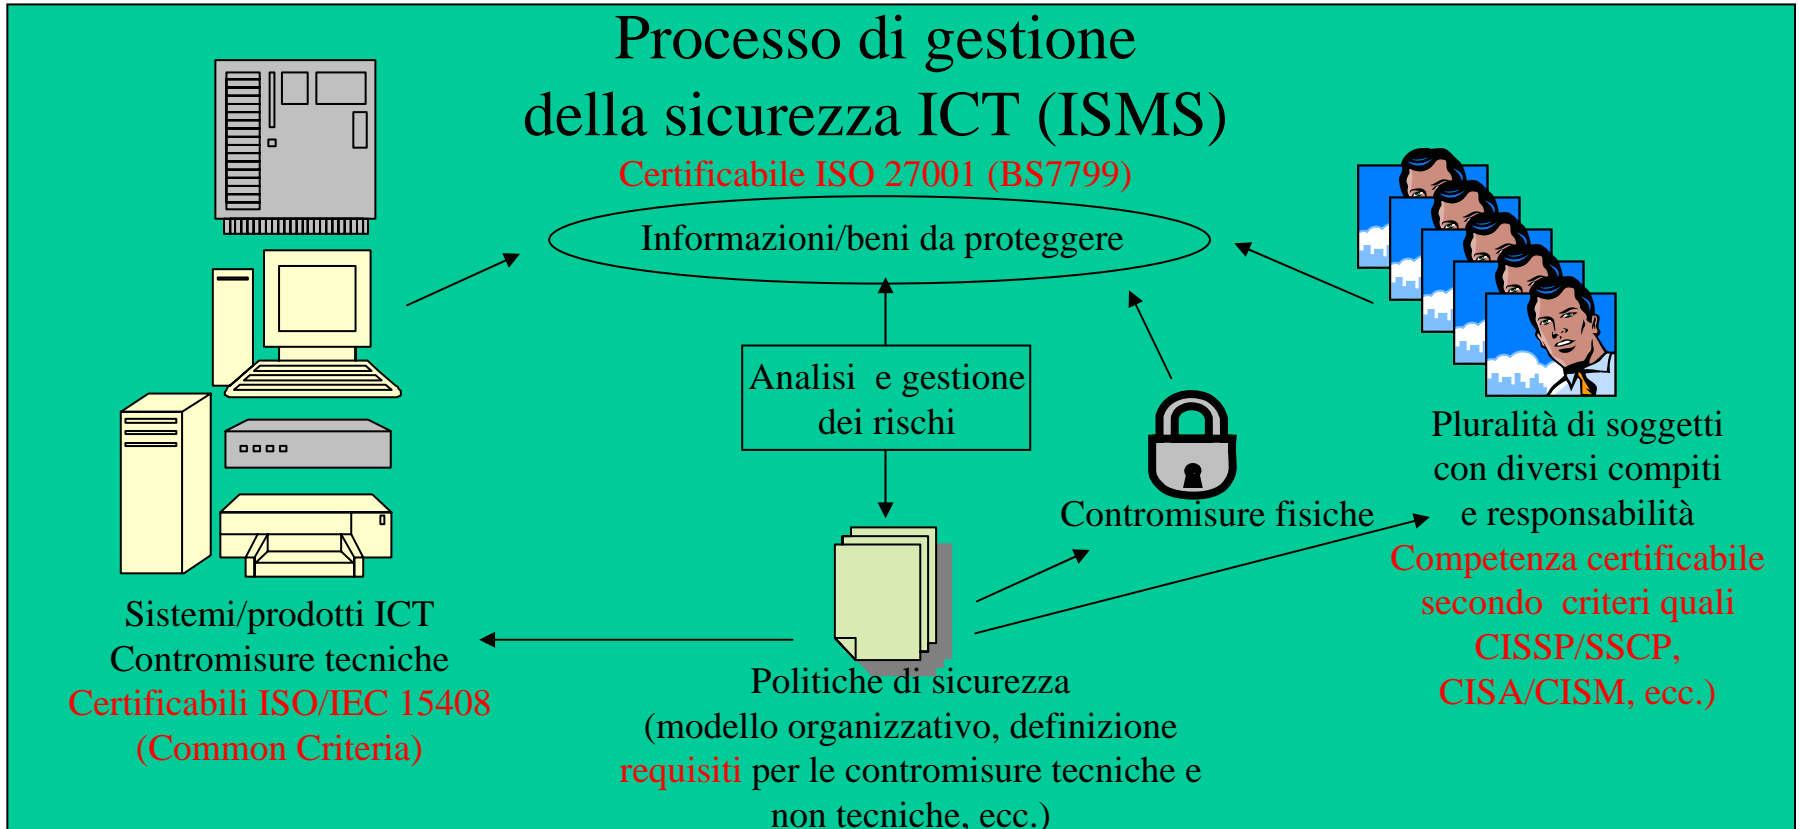 Processo di gestione
della sicurezza ICT (ISMS)
Certificabile ISO 27001 (BS7799)
Informazioni/beni da proteggere
Analisi e gestione
dei rischi
Contromisure fisiche
Pluralità di soggetti
con diversi compiti
e responsabilità
Competenza certificabile
secondo criteri quali
CISSP/SSCP,
CISA/CISM, ecc.)
Sistemi/prodotti ICT
Contromisure tecniche
Certificabili ISO/IEC 15408
(Common Criteria)
Politiche di sicurezza
(modello organizzativo, definizione
requisiti per le contromisure tecniche e
non tecniche, ecc.)